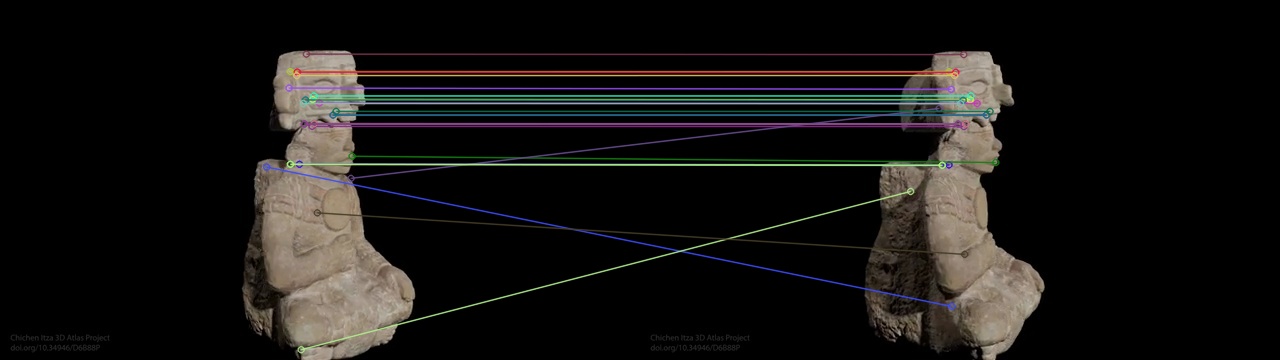 Chichen Itza 3D Atlas Project
doi.org/10.34946/D6B88P
Chichen Itza 3D Atlas Project
doi.org/10.34946/D6B88P